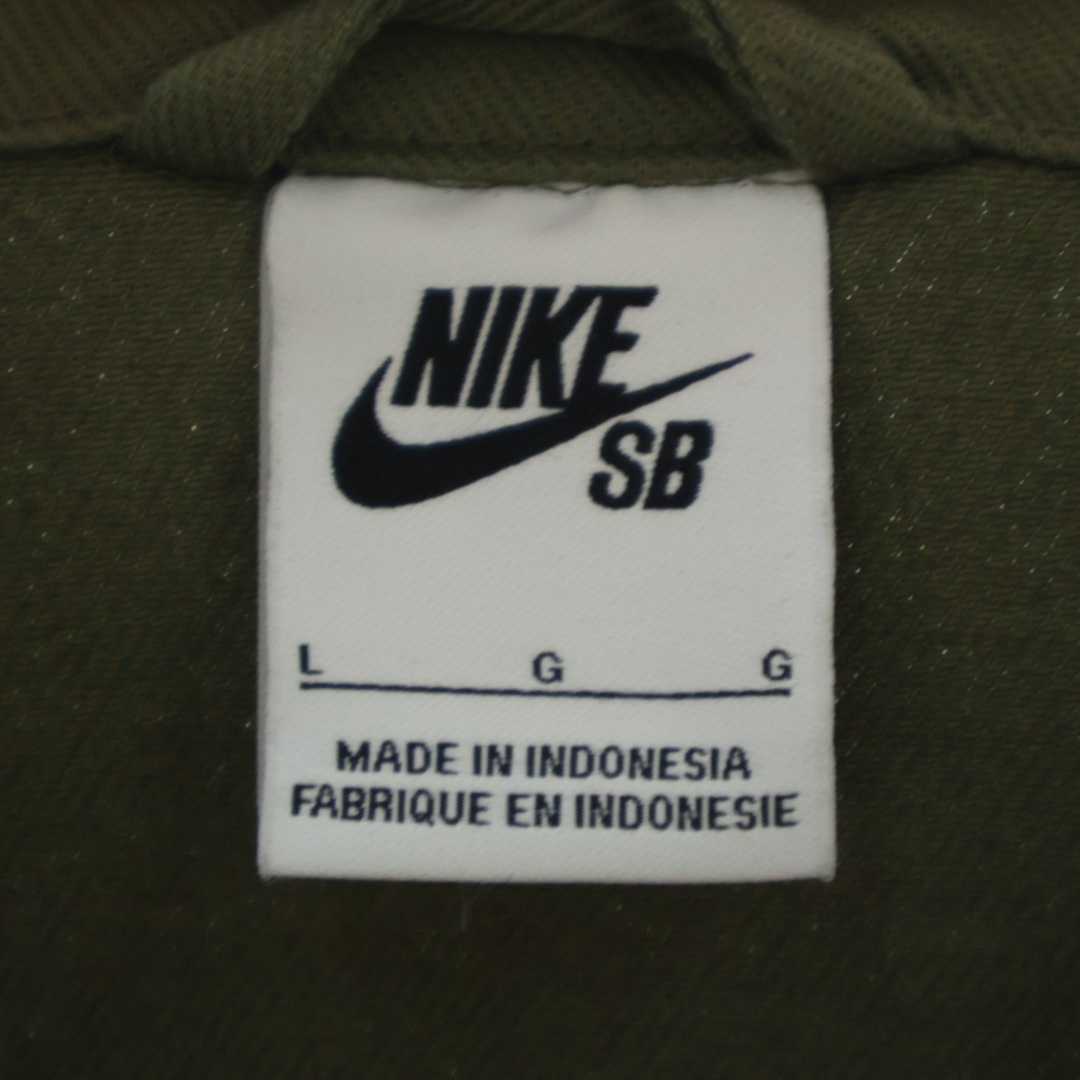 NIKE
SB
L G G
MADE IN INDONESIA
FABRIQUE EN INDONESIE